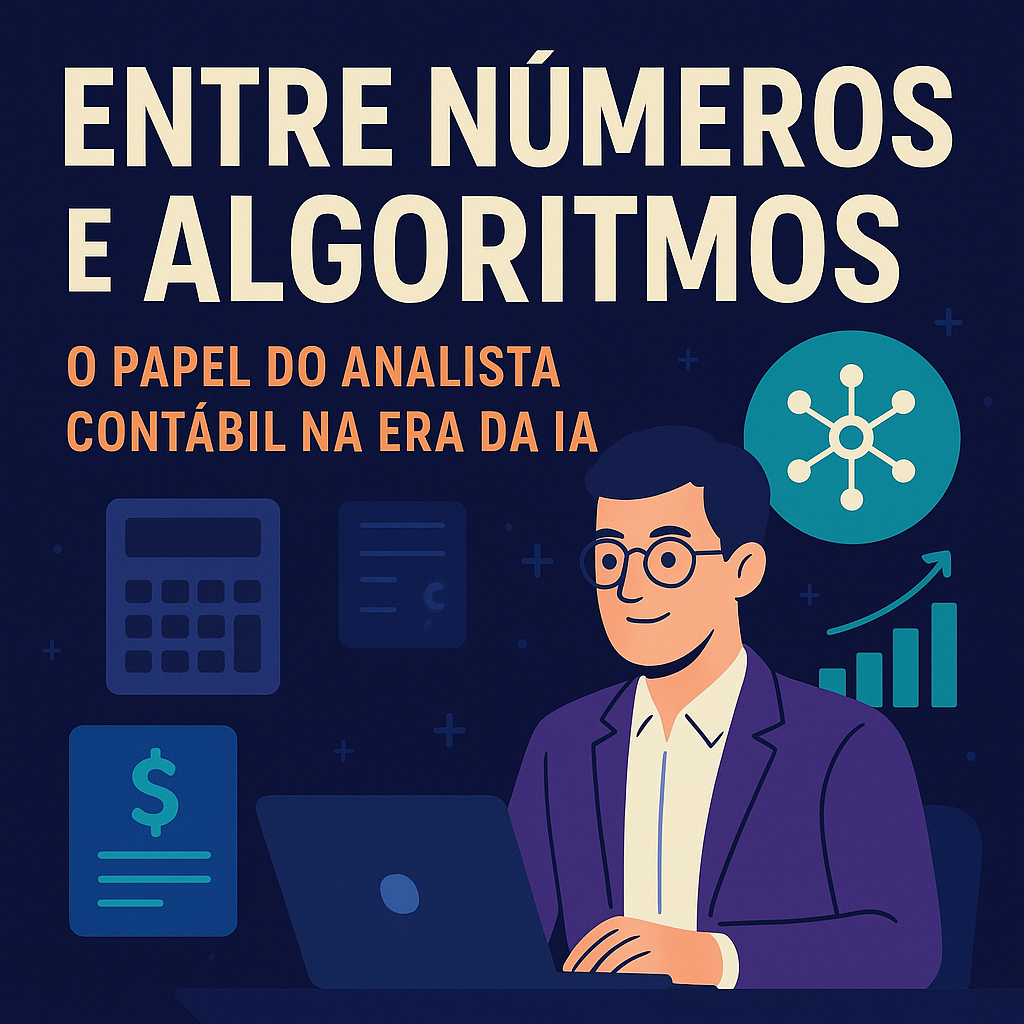 ENTRE NÚMEROS
E ALGORITMOS
O PAPEL DO ANALISTA
CONTÁBIL NA ERA DA IA
$